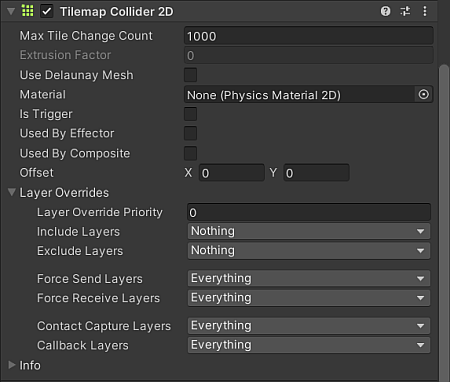 Tilemap Collider 2D
Max Tile Change Count 1000
Extrusion Factor 0
Use Delaunay Mesh
Material None (Physics Material 2D)
Is Trigger
Used By Effector
Used By Composite
Offset X 0 Y 0
Layer Overrides
Layer Override Priority 0
Include Layers Nothing
Exclude Layers Nothing
Force Send Layers Everything
Force Receive Layers Everything
Contact Capture Layers Everything
Callback Layers Everything
Info